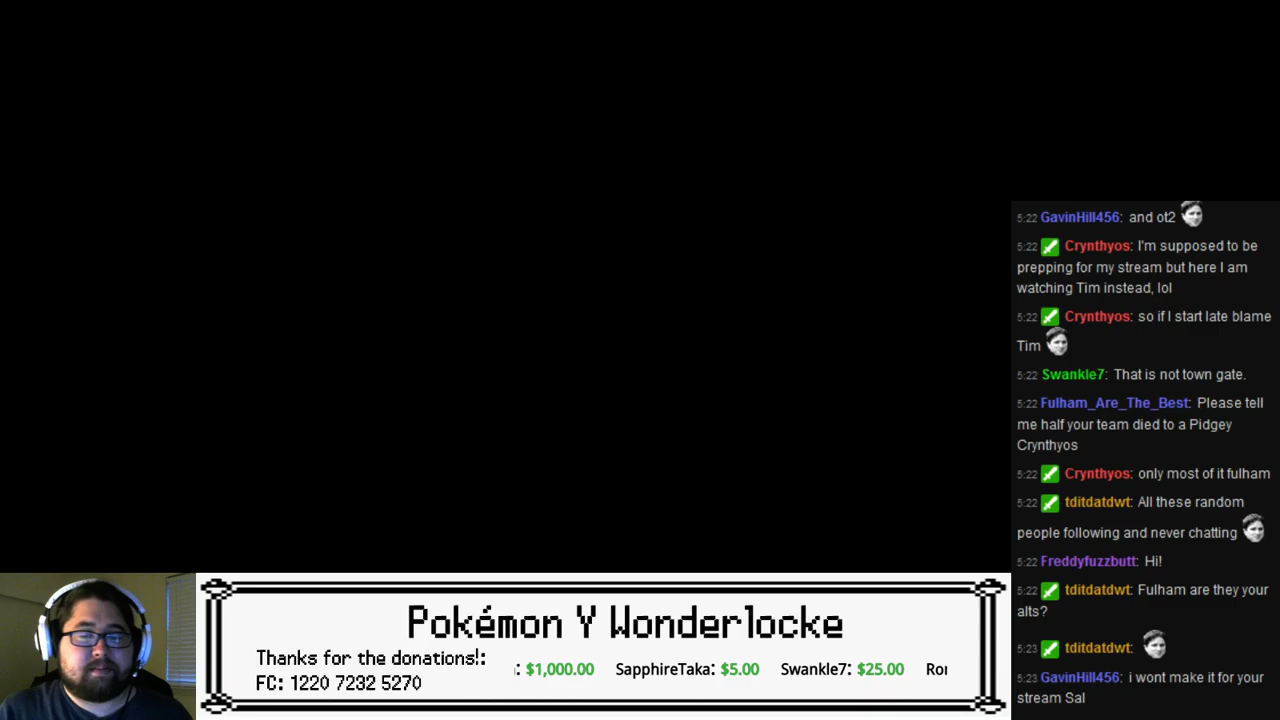 5:22 GavinHill456: and ot2
5:22 Crynthyos: I'm supposed to be
prepping for my stream but here I am
watching Tim instead, lol
5:22 Crynthyos: so if I start late blame
Tim
5:22 Swankle7: That is not town gate.
5:22 Fulham_Are_The_Best: Please tell
me half your team died to a Pidgey
Crynthyos
5:22 Crynthyos: only most of it fulham
5:22 tditdatdwt: All these random
people following and never chatting
5:22 Freddyfuzzbutt: Hi!
5:22 tditdatdwt: Fulham are they your
alts?
5:23 tditdatdwt:
5:23 GavinHill456: i wont make it for your
stream Sal
Pokémon Y Wonderlocke
Thanks for the donations!: : $1,000.00 SapphireTaka: $5.00 Swankle7: $25.00
FC: 1220 7232 5270